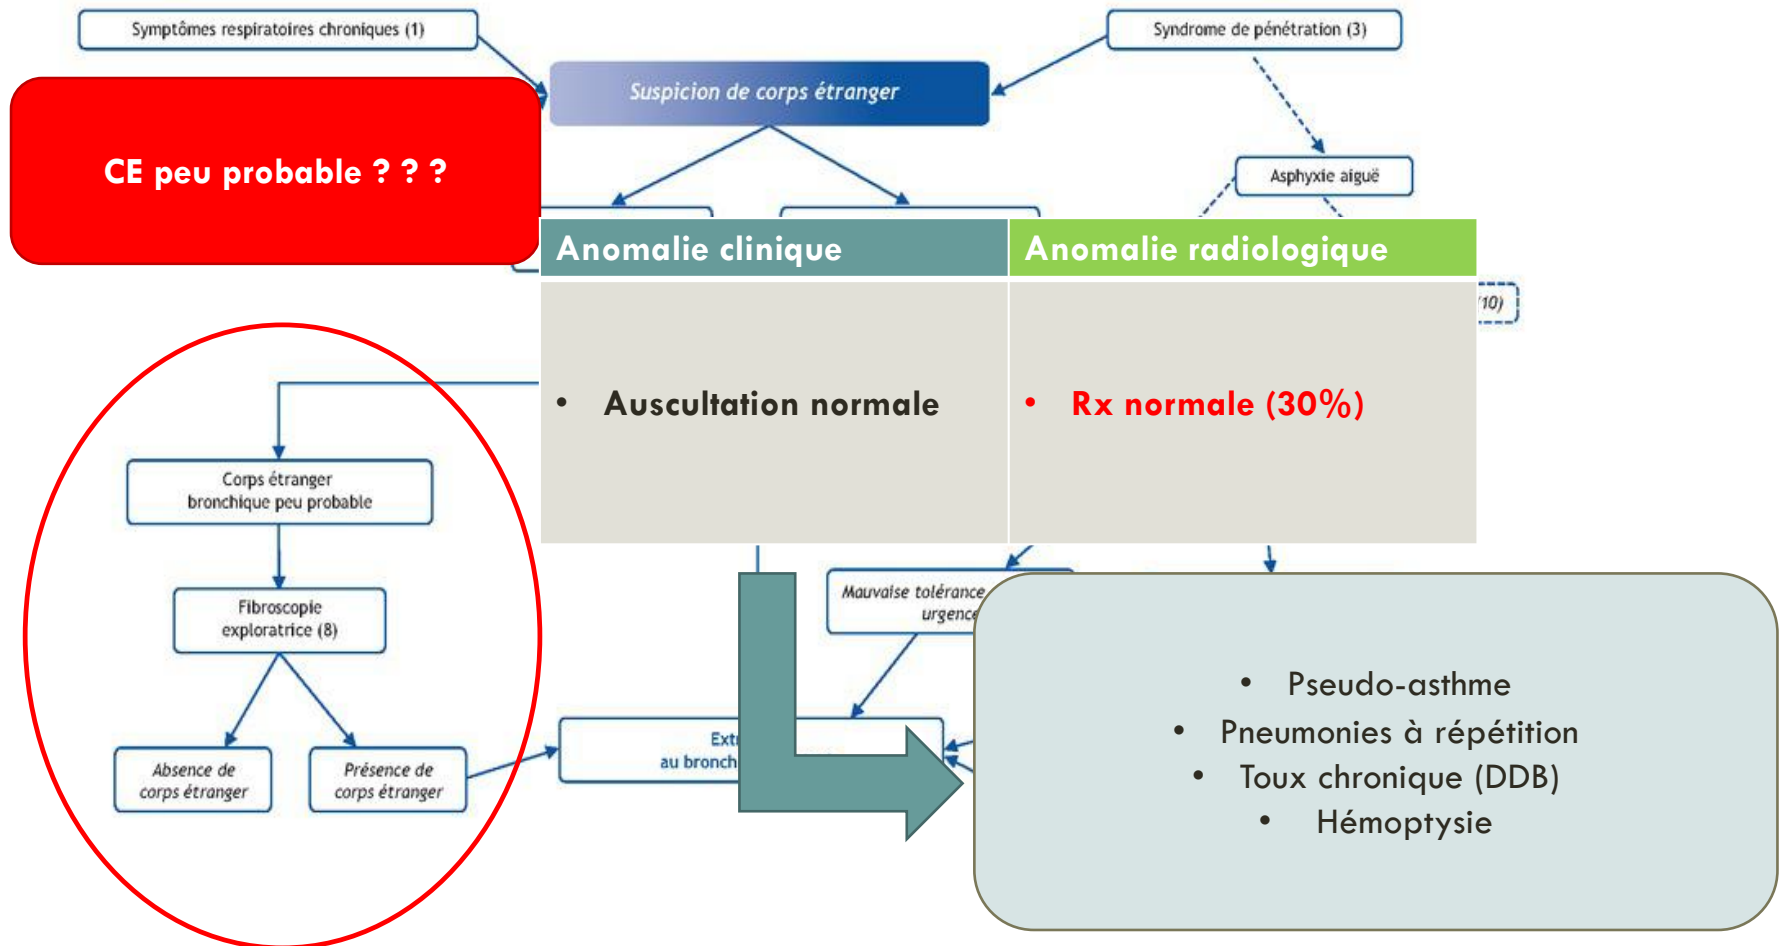 Symptômes respiratoires chroniques (1)
Syndrome de pénétration (3)
Suspicion de corps étranger
CE peu probable ? ? ?
Asphyxie aiguë
Anomalie clinique
Anomalie radiologique
10)
• Auscultation normale
• Rx normale (30%)
Corps étranger
bronchique peu probable
Fibroscopie
exploratrice (8)
Mauvaise tolérance
urgence
Absence de
corps étranger
Présence de
corps étranger
Ext
au bronch
• Pseudo-asthme
• Pneumonies à répétition
• Toux chronique (DDB)
• Hémoptysie